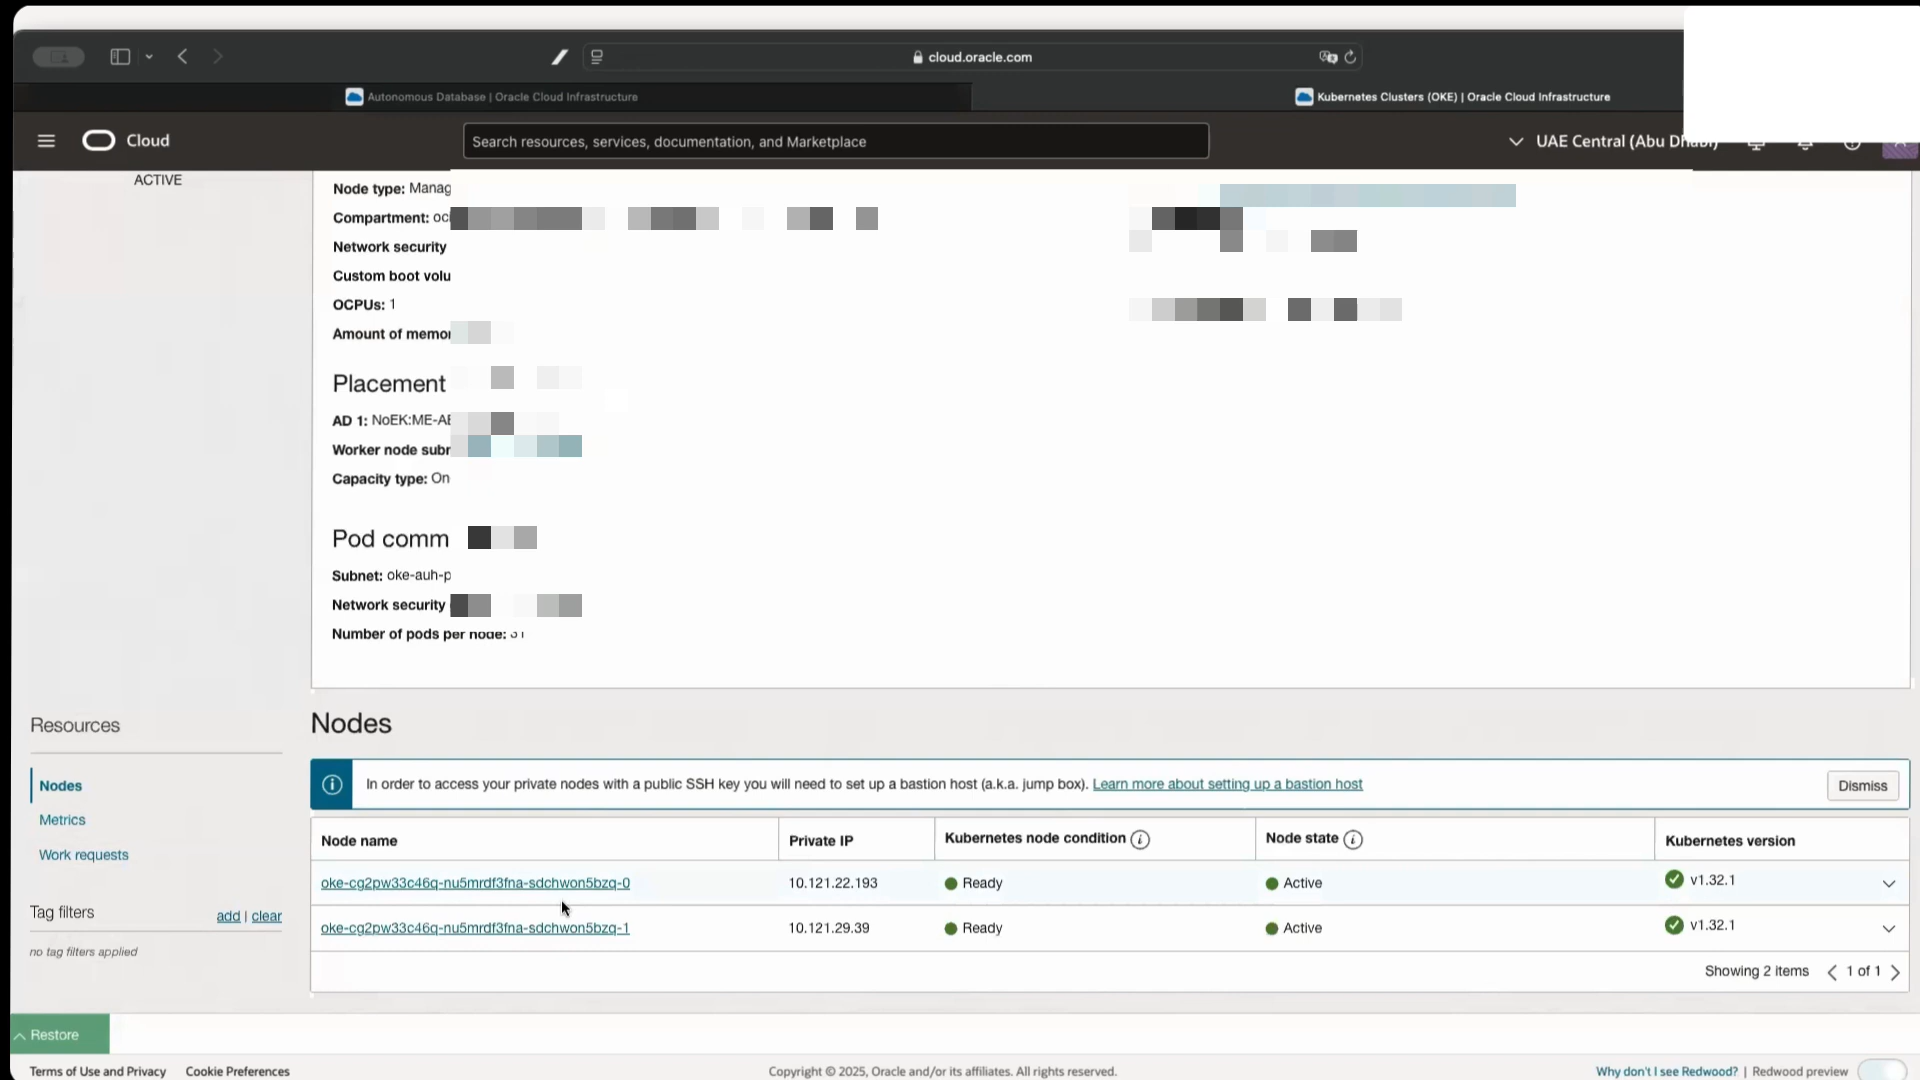 cloud.oracle.com
Autonomous Database | Oracle Cloud Infrastructure
Kubernetes Clusters (OKE) | Oracle Cloud Infrastructure
Cloud
Search resources, services, documentation, and Marketplace
UAE Central (Abu Dhabi)
ACTIVE
Node type: Manag
Compartment: oc
Network security
Custom boot volu
OCPUs: 1
Amount of memor
Placement
AD 1: NoEK:ME-AB
Worker node subn
Capacity type: On
Pod comm
Subnet: oke-auh-p
Network security
Number of pods per node: 31
Resources
Nodes
Metrics
Work requests
Tag filters
add | clear
no tag filters applied
Nodes
In order to access your private nodes with a public SSH key you will need to set up a bastion host (a.k.a. jump box). Learn more about setting up a bastion host
Dismiss
Node name Private IP Kubernetes node condition Node state Kubernetes version
oke-cg2pw33c46q-nu5mrdf3fna-sdchwon5bzq-0 10.121.22.193 Ready Active v1.32.1
oke-cg2pw33c46q-nu5mrdf3fna-sdchwon5bzq-1 10.121.29.39 Ready Active v1.32.1
Showing 2 items 1 of 1
Restore
Terms of Use and Privacy Cookie Preferences
Copyright © 2025, Oracle and/or its affiliates. All rights reserved.
Why don't I see Redwood? | Redwood preview